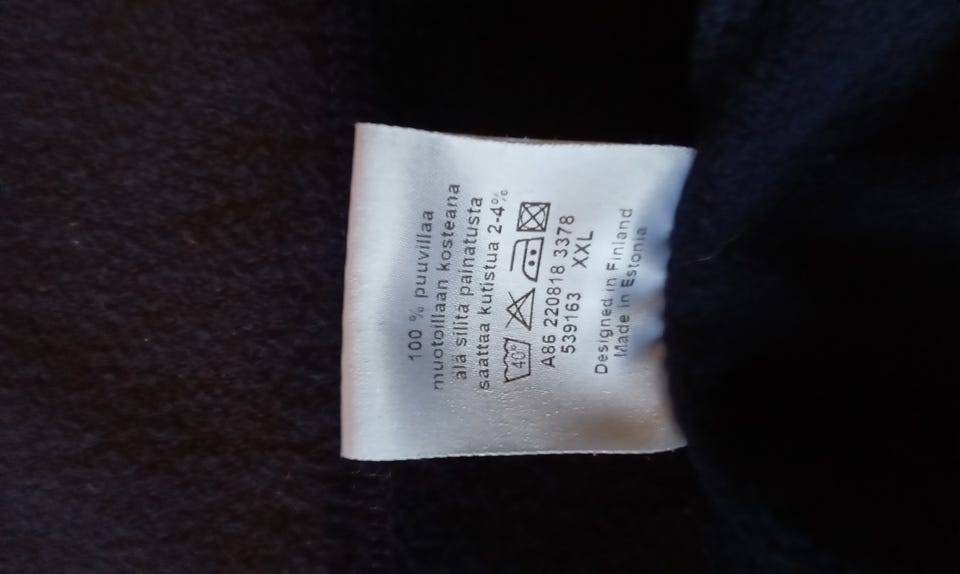 100 % puuvillaa
muotoillaan kosteana
älä silitä painatusta
saattaa kutistua 2-4%
40°
A86 220818 3378
539163 XXL
Designed in Finland
Made in Estonia